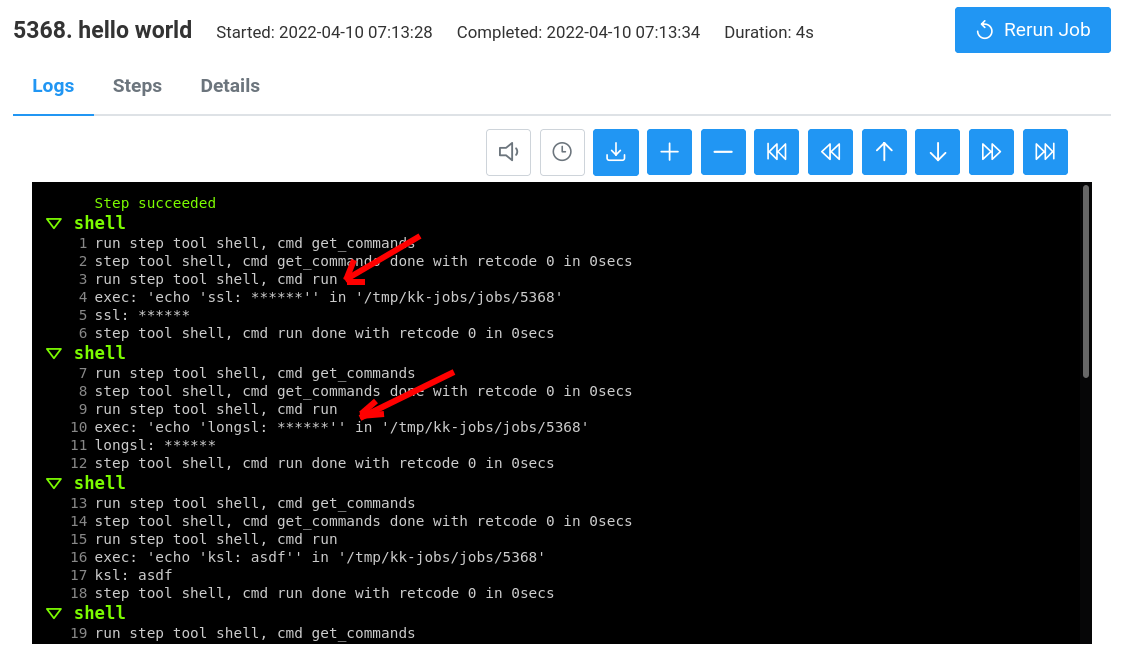 5368. hello world Started: 2022-04-10 07:13:28 Completed: 2022-04-10 07:13:34 Duration: 4s Rerun Job
Logs Steps Details
Step succeeded
shell
1 run step tool shell, cmd get_commands
2 step tool shell, cmd get_commands done with retcode 0 in 0secs
3 run step tool shell, cmd run
4 exec: 'echo 'ssl: ******'' in '/tmp/kk-jobs/jobs/5368'
5 ssl: ******
6 step tool shell, cmd run done with retcode 0 in 0secs
shell
7 run step tool shell, cmd get_commands
8 step tool shell, cmd get_commands done with retcode 0 in 0secs
9 run step tool shell, cmd run
10 exec: 'echo 'longsl: ******'' in '/tmp/kk-jobs/jobs/5368'
11 longsl: ******
12 step tool shell, cmd run done with retcode 0 in 0secs
shell
13 run step tool shell, cmd get_commands
14 step tool shell, cmd get_commands done with retcode 0 in 0secs
15 run step tool shell, cmd run
16 exec: 'echo 'ksl: asdf'' in '/tmp/kk-jobs/jobs/5368'
17 ksl: asdf
18 step tool shell, cmd run done with retcode 0 in 0secs
shell
19 run step tool shell, cmd get_commands